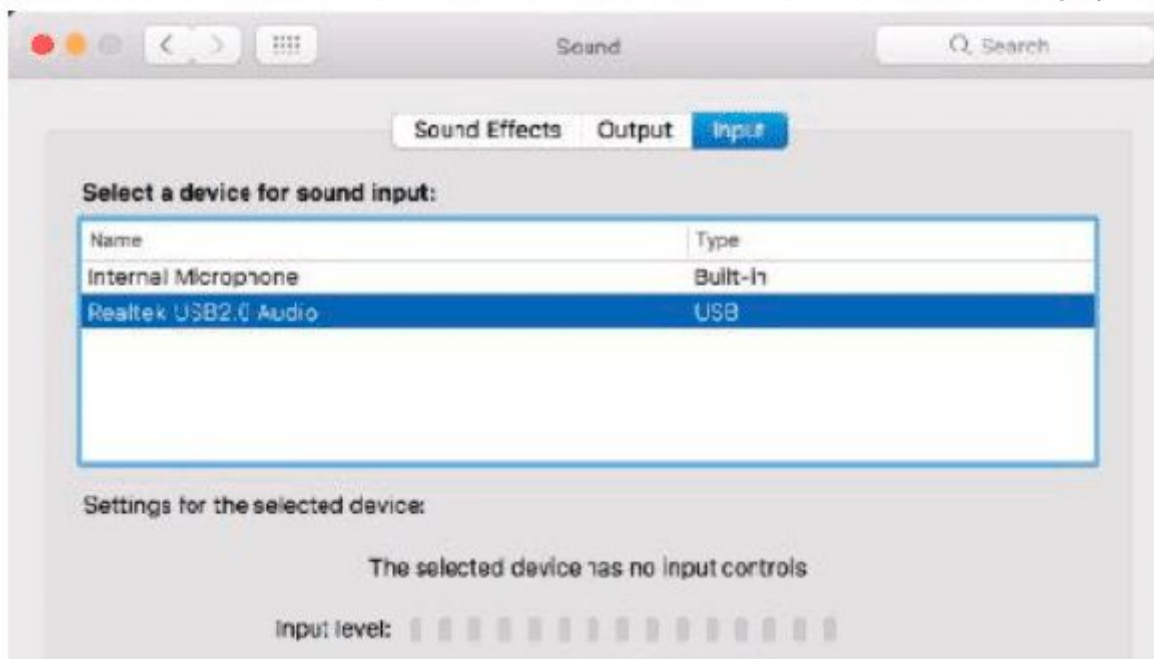 Sound
Search
Sound Effects Output Input
Select a device for sound input:
Name Type
Internal Microphone Built-in
Realtek USB2.0 Audio USB
Settings for the selected device:
The selected device has no input controls
Input level: